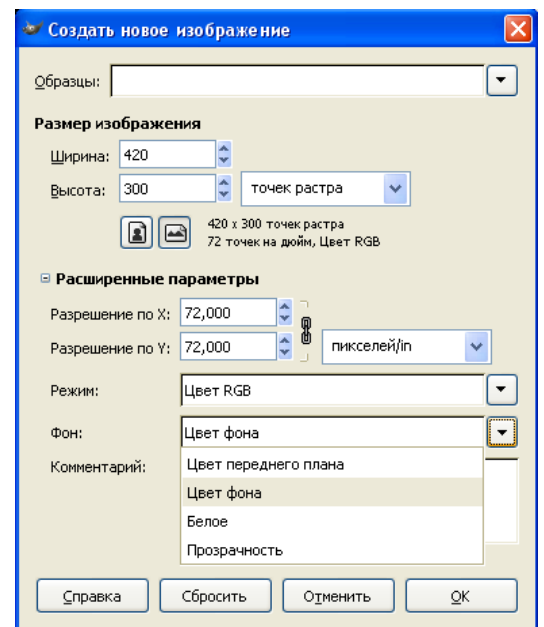 Создать новое изображение
Образцы:
Размер изображения
Ширина: 420
Высота: 300 точек растра
420 x 300 точек растра
72 точек на дюйм, Цвет RGB
Расширенные параметры
Разрешение по X: 72,000
Разрешение по Y: 72,000 пикселей/in
Режим: Цвет RGB
Фон: Цвет фона
Комментарий: Цвет переднего плана
Цвет фона
Белое
Прозрачность
Справка Сбросить Отменить OK